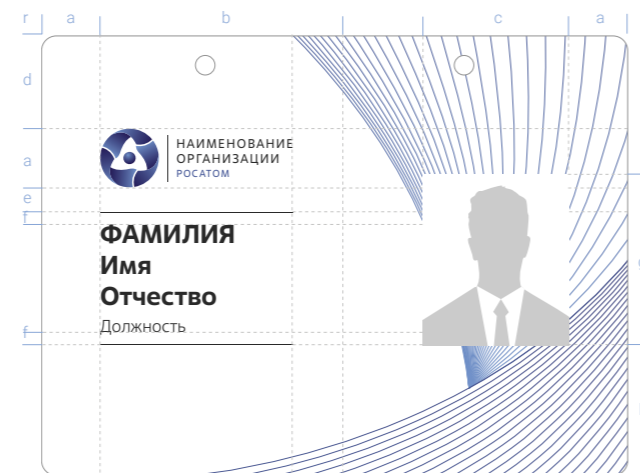 r a b c a
d
НАИМЕНОВАНИЕ
ОРГАНИЗАЦИИ
a
РОСАТОМ
e
f
ФАМИЛИЯ
Имя
Отчество
f
Должность